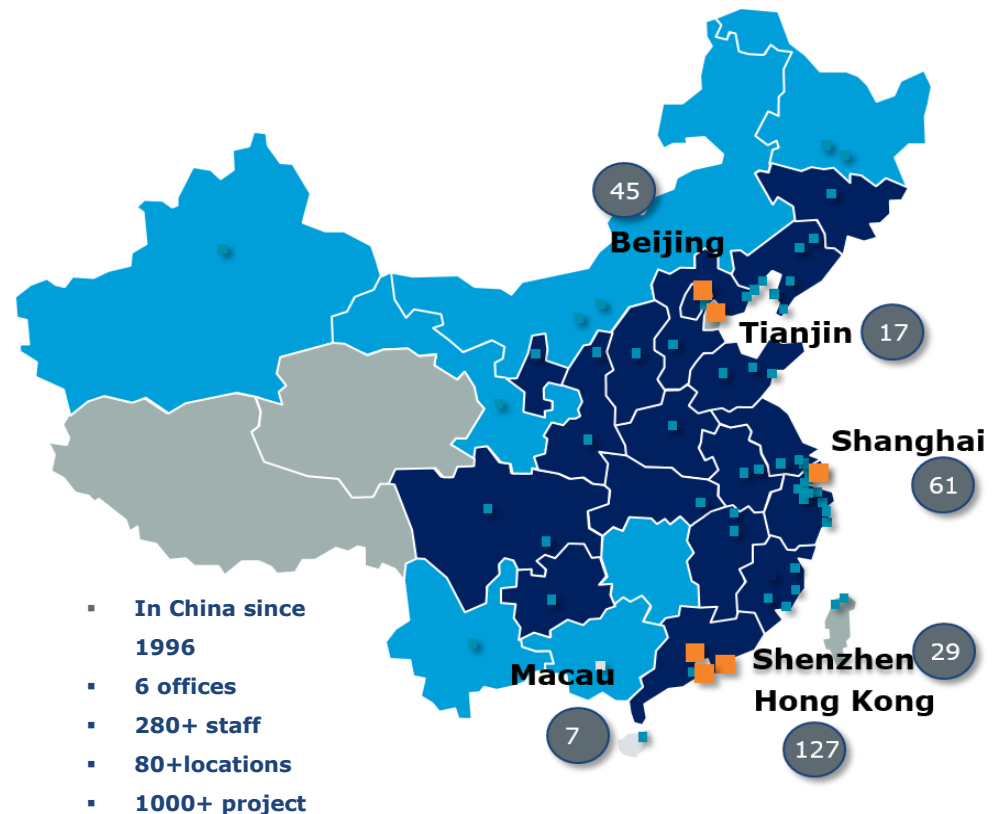 45
Beijing
Tianjin 17
Shanghai
61
▪ In China since
1996
▪ 6 offices
▪ 280+ staff
▪ 80+locations
▪ 1000+ project
Macau
7
Shenzhen 29
Hong Kong
127